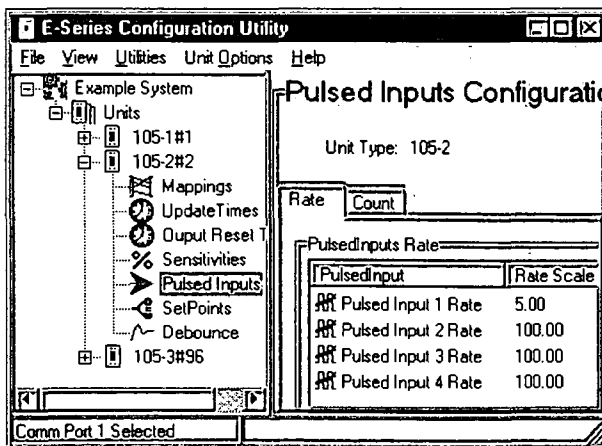 E-Series Configuration Utility
File View Utilities Unit Options Help
Example System
Units
105-1#1
105-2#2
Mappings
UpdateTimes
Ouput Reset T
Sensitivities
Pulsed Inputs
SetPoints
Debounce
105-3#96
Pulsed Inputs Configuratio
Unit Type: 105-2
Rate Count
PulsedInputs Rate
PulsedInput Rate Scale
Pulsed Input 1 Rate 5.00
Pulsed Input 2 Rate 100.00
Pulsed Input 3 Rate 100.00
Pulsed Input 4 Rate 100.00
Comm Port 1 Selected